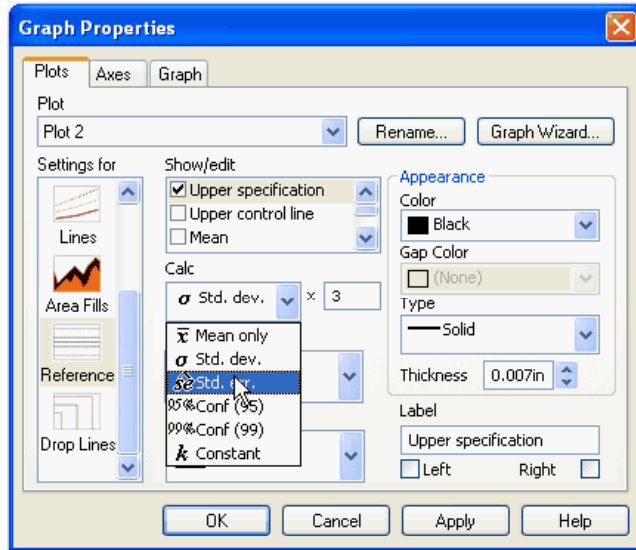 Graph Properties
Plots Axes Graph
Plot
Plot 2 Rename... Graph Wizard...
Settings for
Lines
Area Fills
Reference
Drop Lines
Show/edit
Upper specification
Upper control line
Mean
Calc
σ Std. dev. × 3
x̅ Mean only
σ Std. dev.
se Std. err.
95% Conf (95)
99% Conf (99)
k Constant
Appearance
Color
Black
Gap Color
(None)
Type
Solid
Thickness 0.007in
Label
Upper specification
Left Right
OK Cancel Apply Help